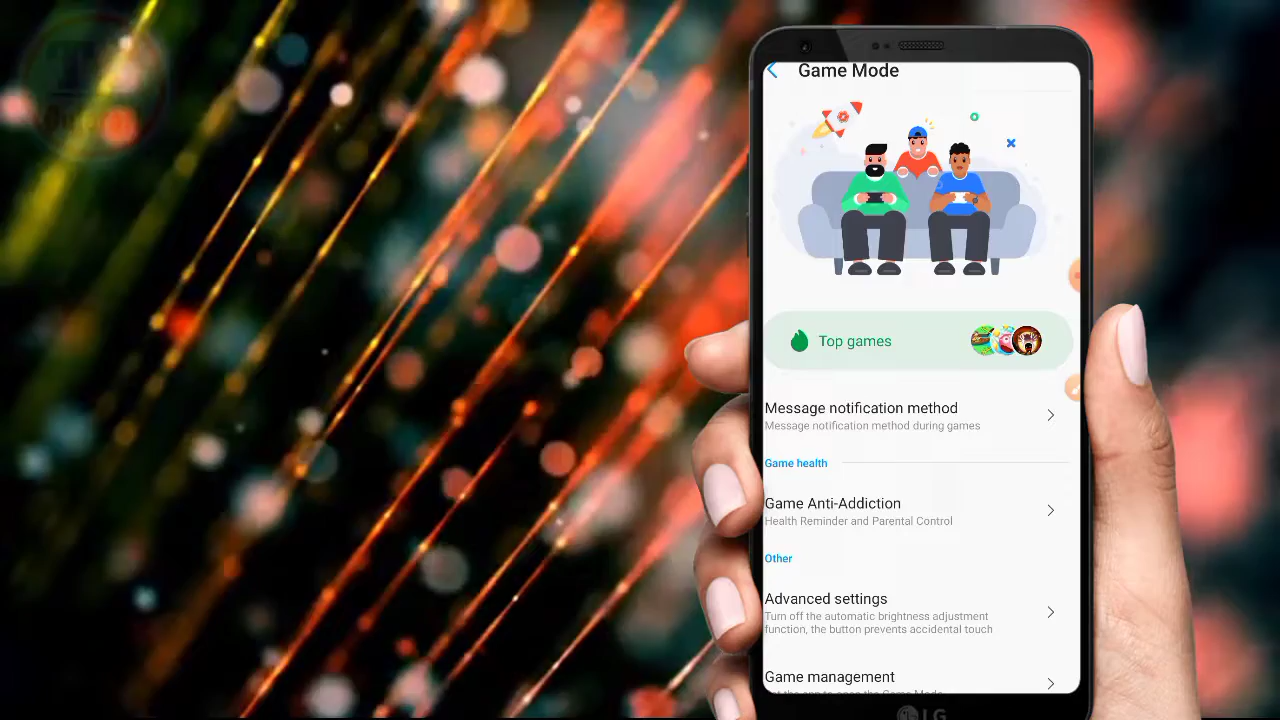 Game Mode
Top games
Message notification method
Message notification method during games
Game health
Game Anti-Addiction
Health Reminder and Parental Control
Other
Advanced settings
Turn off the automatic brightness adjustment
function, the button prevents accidental touch
Game management
LG